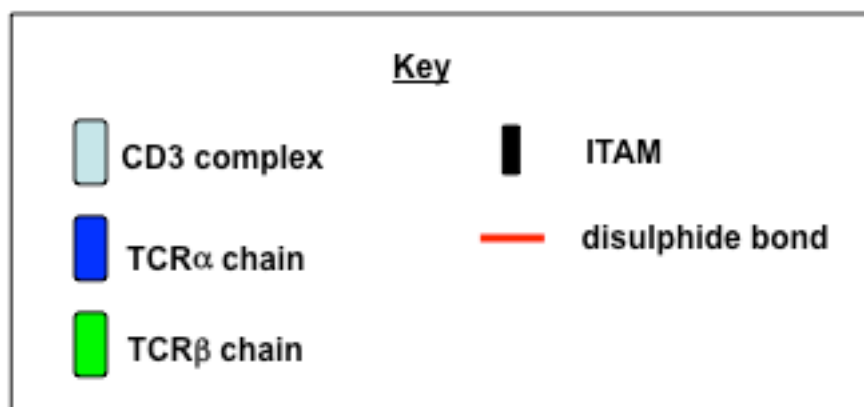 Key
CD3 complex
TCRα chain
TCRβ chain
ITAM
disulphide bond